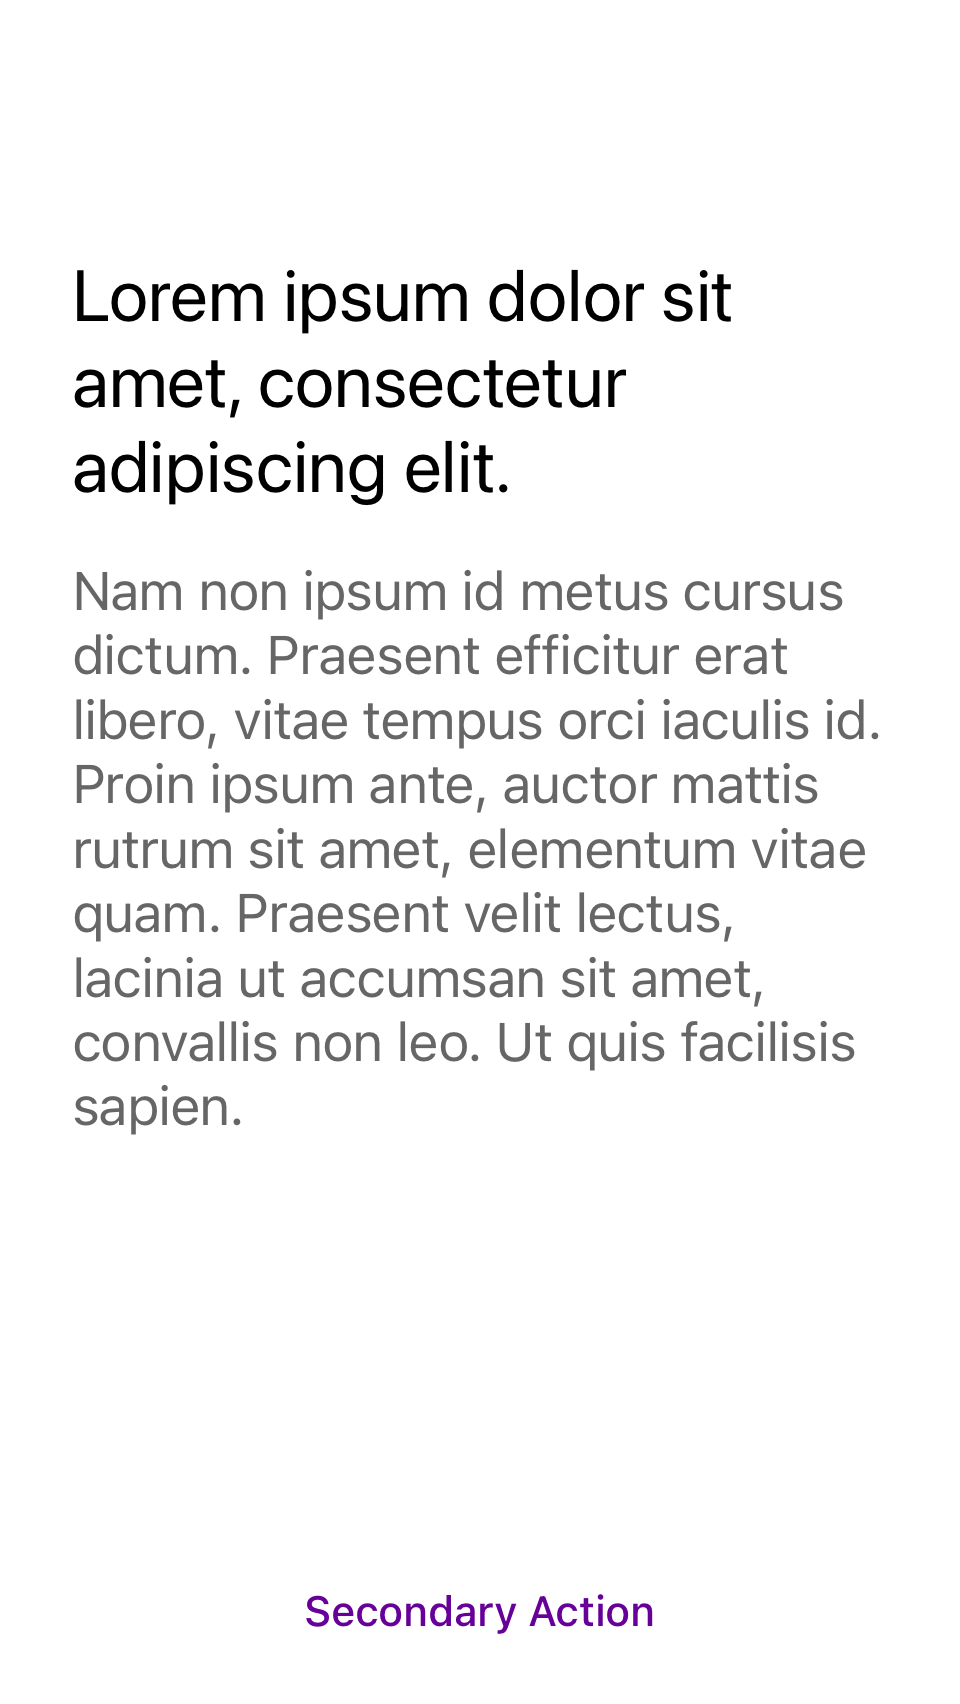 Lorem ipsum dolor sit
amet, consectetur
adipiscing elit.
Nam non ipsum id metus cursus
dictum. Praesent efficitur erat
libero, vitae tempus orci iaculis id.
Proin ipsum ante, auctor mattis
rutrum sit amet, elementum vitae
quam. Praesent velit lectus,
lacinia ut accumsan sit amet,
convallis non leo. Ut quis facilisis
sapien.
Secondary Action